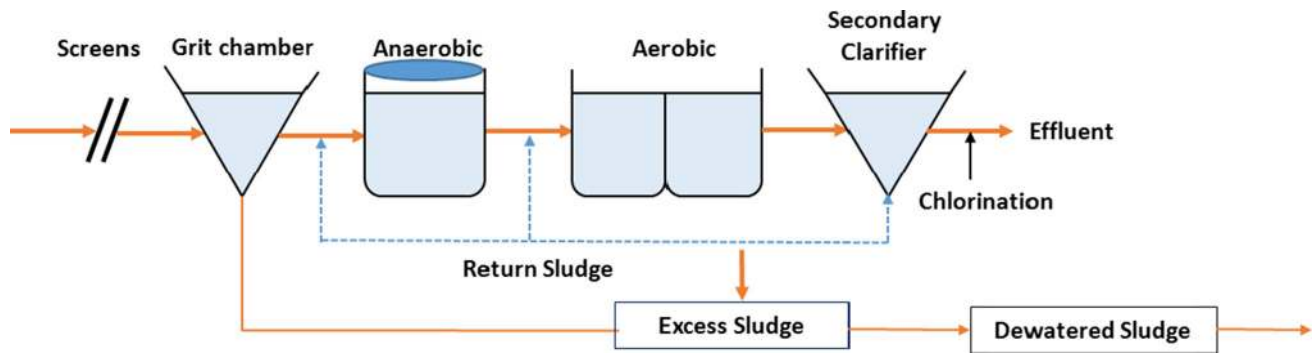 Screens
Grit chamber
Anaerobic
Aerobic
Secondary
Clarifier
Effluent
Chlorination
Return Sludge
Excess Sludge
Dewatered Sludge